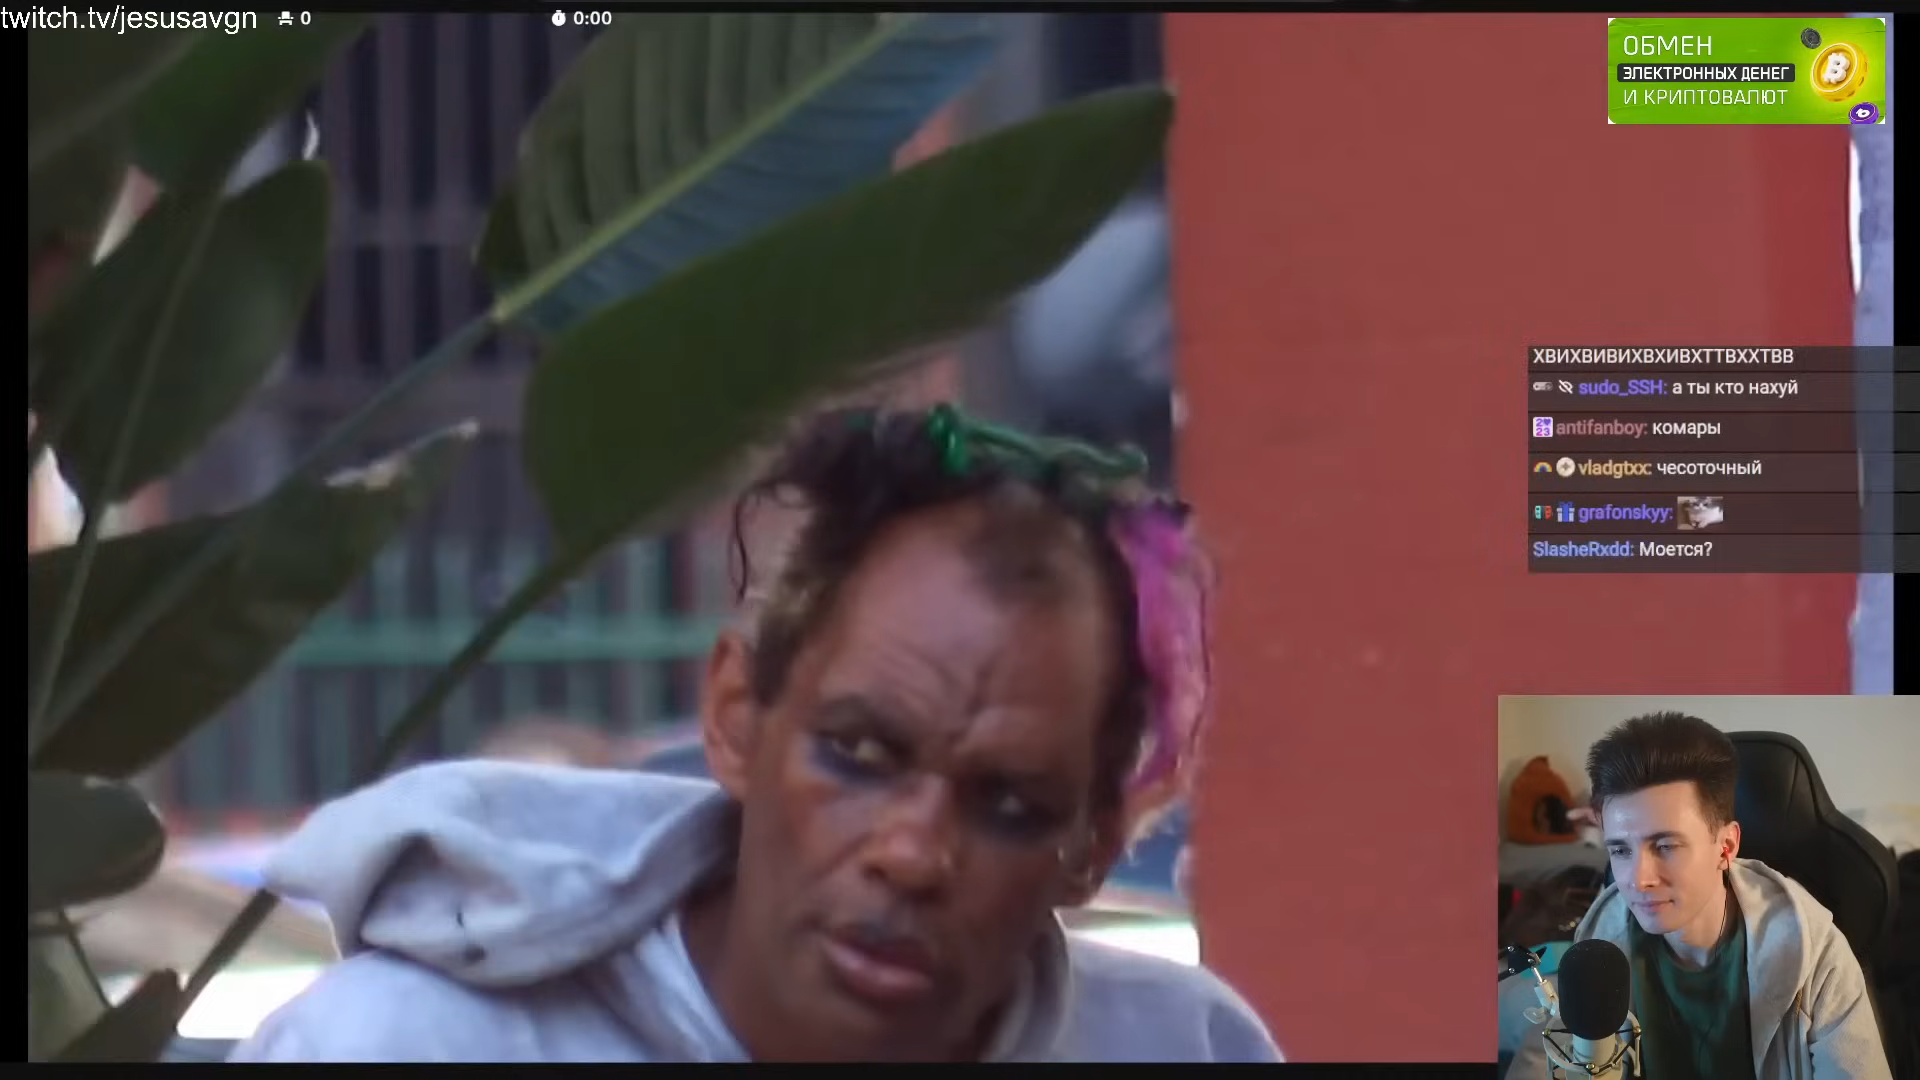 twitch.tv/jesusavgn
0
0:00
ОБМЕН
ЭЛЕКТРОННЫХ ДЕНЕГ
И КРИПТОВАЛЮТ
ХВИХВИВИХВХИВХТТВХХТВВ
sudo_SSH: а ты кто нахуй
antifanboy: комары
vladgtxx: чесоточный
grafonskyy:
SlasheRxdd: Моется?